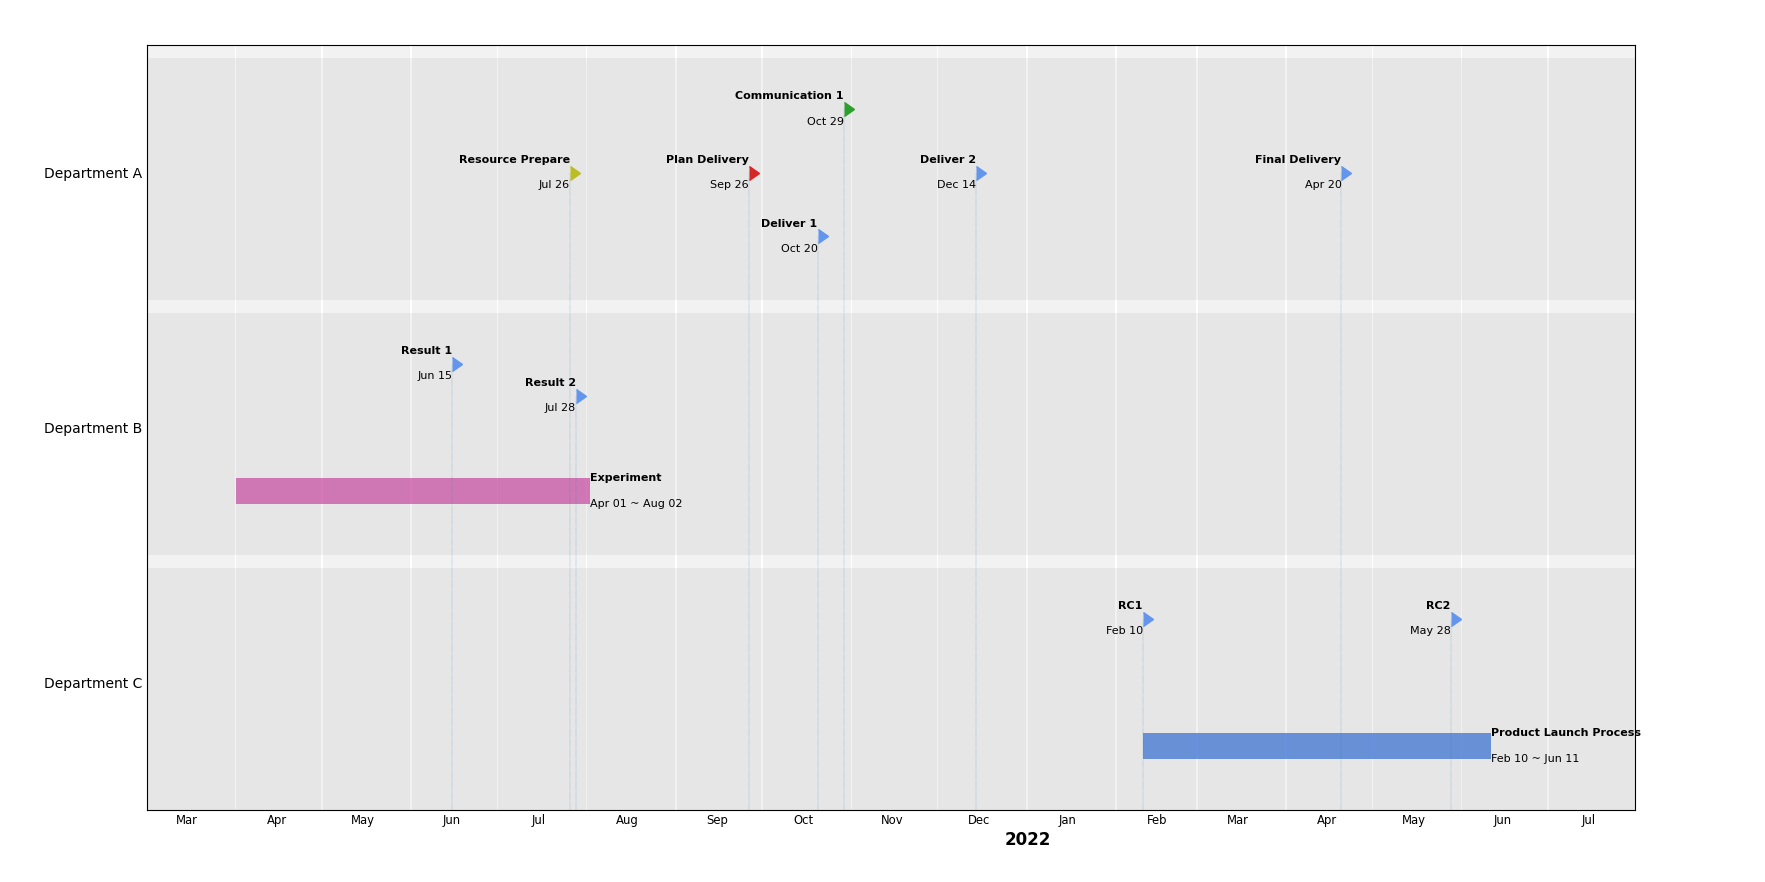 Department A
Communication 1
Oct 29
Resource Prepare
Jul 26
Plan Delivery
Sep 26
Deliver 2
Dec 14
Final Delivery
Apr 20
Deliver 1
Oct 20
Department B
Result 1
Jun 15
Result 2
Jul 28
Experiment
Apr 01 ~ Aug 02
Department C
RC1
Feb 10
RC2
May 28
Product Launch Process
Feb 10 ~ Jun 11
Mar Apr May Jun Jul Aug Sep Oct Nov Dec Jan Feb Mar Apr May Jun Jul
2022